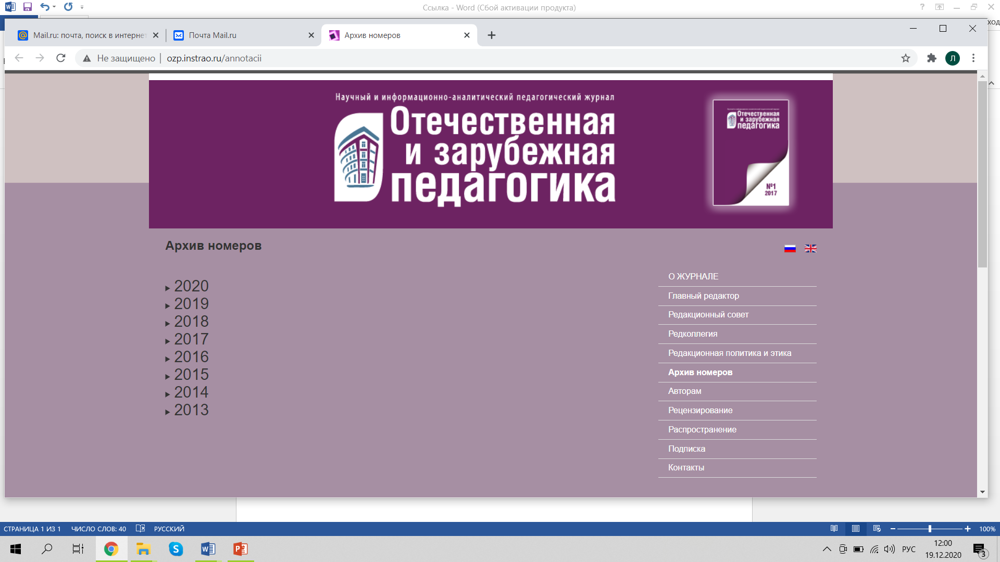 Ссылка - Word (Сбой активации продукта)
Mail.ru: почта, поиск в интернет
Почта Mail.ru
Архив номеров
Не защищено
ozp.instrao.ru/annotacii
Научный и информационно-аналитический педагогический журнал
Отечественная
и зарубежная
педагогика
Отечественная
и зарубежная
педагогика
№1
2017
Архив номеров
2020
2019
2018
2017
2016
2015
2014
2013
О ЖУРНАЛЕ
Главный редактор
Редакционный совет
Редколлегия
Редакционная политика и этика
Архив номеров
Авторам
Рецензирование
Распространение
Подписка
Контакты
СТРАНИЦА 1 ИЗ 1
ЧИСЛО СЛОВ: 40
РУССКИЙ
100%
РУС
12:00
19.12.2020
3